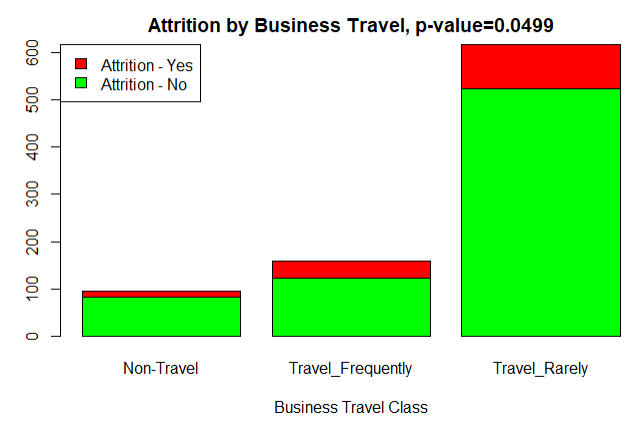 Attrition by Business Travel, p-value=0.0499
Attrition - Yes
Attrition - No
600
500
400
300
200
100
0
Non-Travel Travel_Frequently Travel_Rarely
Business Travel Class